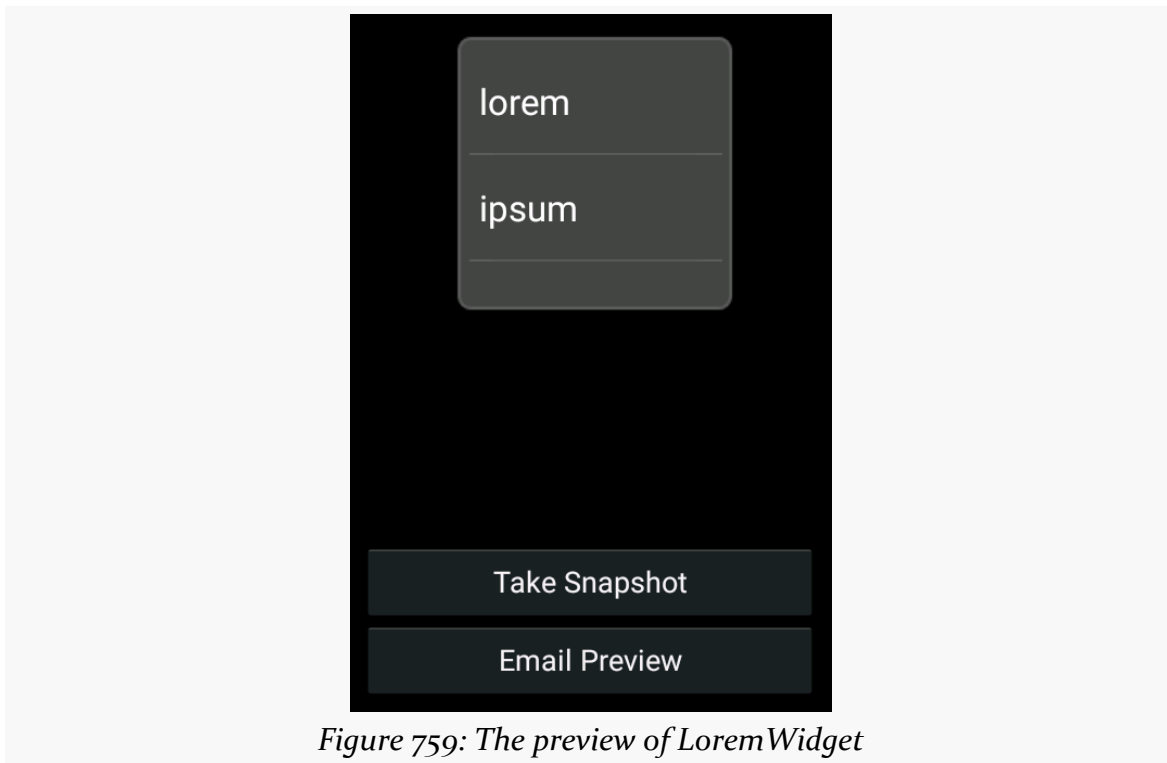 lorem
ipsum
Take Snapshot
Email Preview
Figure 759: The preview of LoremWidget